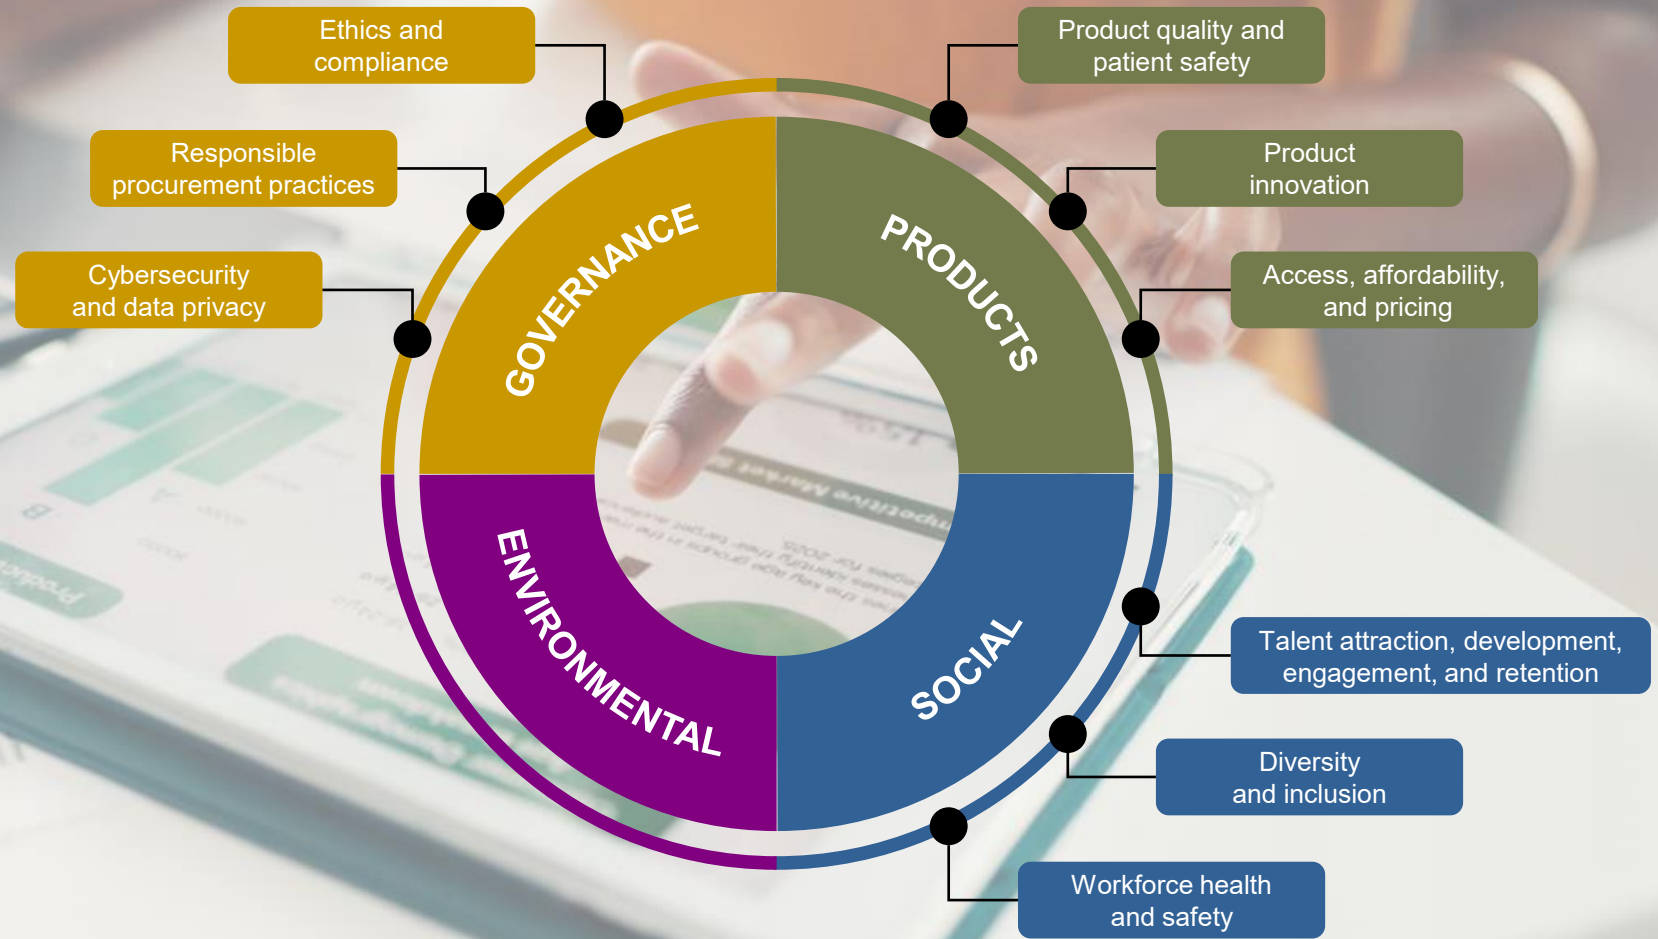 Ethics and
compliance
Responsible
procurement practices
Cybersecurity
and data privacy
GOVERNANCE
Product quality and
patient safety
Product
innovation
Access, affordability,
and pricing
PRODUCTS
ENVIRONMENTAL
SOCIAL
Talent attraction, development,
engagement, and retention
Diversity
and inclusion
Workforce health
and safety